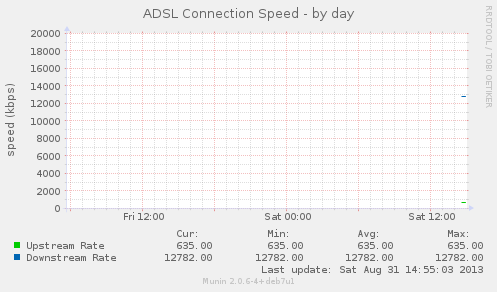 ADSL Connection Speed - by day
RRDTOOL / TOBI OETIKER
speed (kbps)
20000
18000
16000
14000
12000
10000
8000
6000
4000
2000
0
Fri 12:00 Sat 00:00 Sat 12:00
Cur: Min: Avg: Max:
Upstream Rate 635.00 635.00 635.00 635.00
Downstream Rate 12782.00 12782.00 12782.00 12782.00
Last update: Sat Aug 31 14:55:03 2013
Munin 2.0.6-4+deb7u1